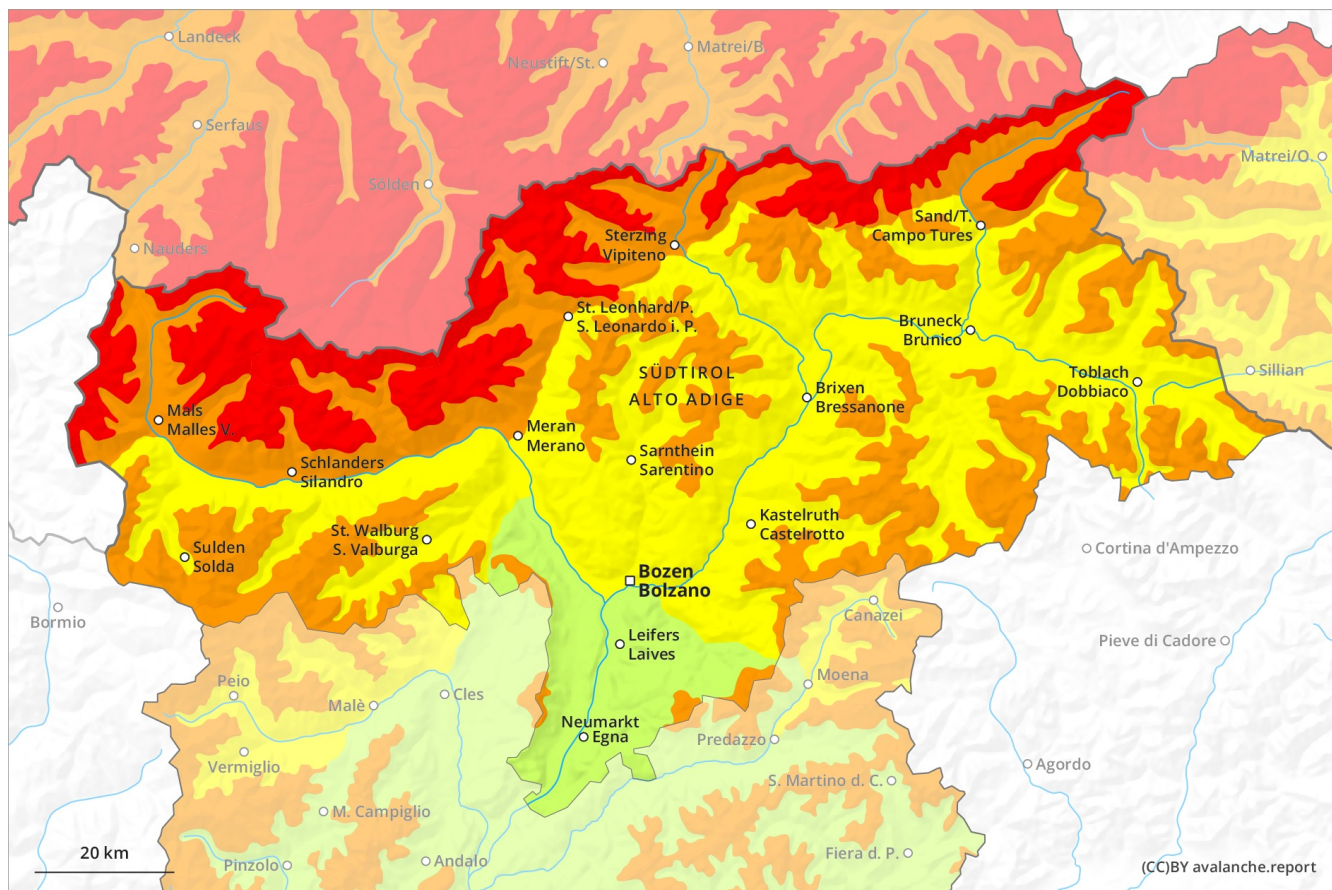 Landeck
Matrei/B
Neustift/St.
Serfaus
Matrei/O.
Sölden
Sand/T.
Campo Tures
Sterzing
Vipiteno
Nauders
St. Leonhard/P.
S. Leonardo i. P.
Bruneck
Brunico
SÜDTIROL
ALTO ADIGE
Toblach
Dobbiaco
Sillian
Brixen
Bressanone
Mals
Malles V.
Meran
Merano
Sarnthein
Sarentino
Schlanders
Silandro
Kastelruth
Castelrotto
St. Walburg
S. Valburga
Sulden
Solda
Cortina d'Ampezzo
Bozen
Bolzano
Bormio
Canazei
Leifers
Laives
Pieve di Cadore
Peio
Moena
Cles
Malè
Neumarkt
Egna
Predazzo
Vermiglio
Agordo
S. Martino d. C.
M. Campiglio
20 km
Pinzolo
Andalo
Fiera d. P.
(CC)BY avalanche.report